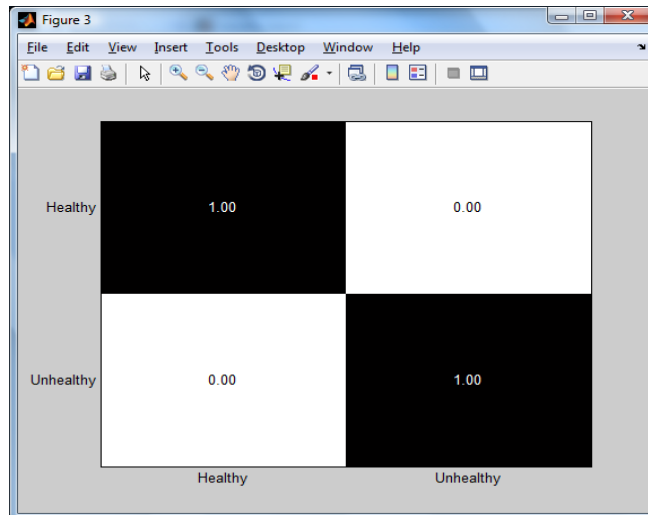 Figure 3
File Edit View Insert Tools Desktop Window Help
Healthy 1.00 0.00
Unhealthy 0.00 1.00
Healthy Unhealthy